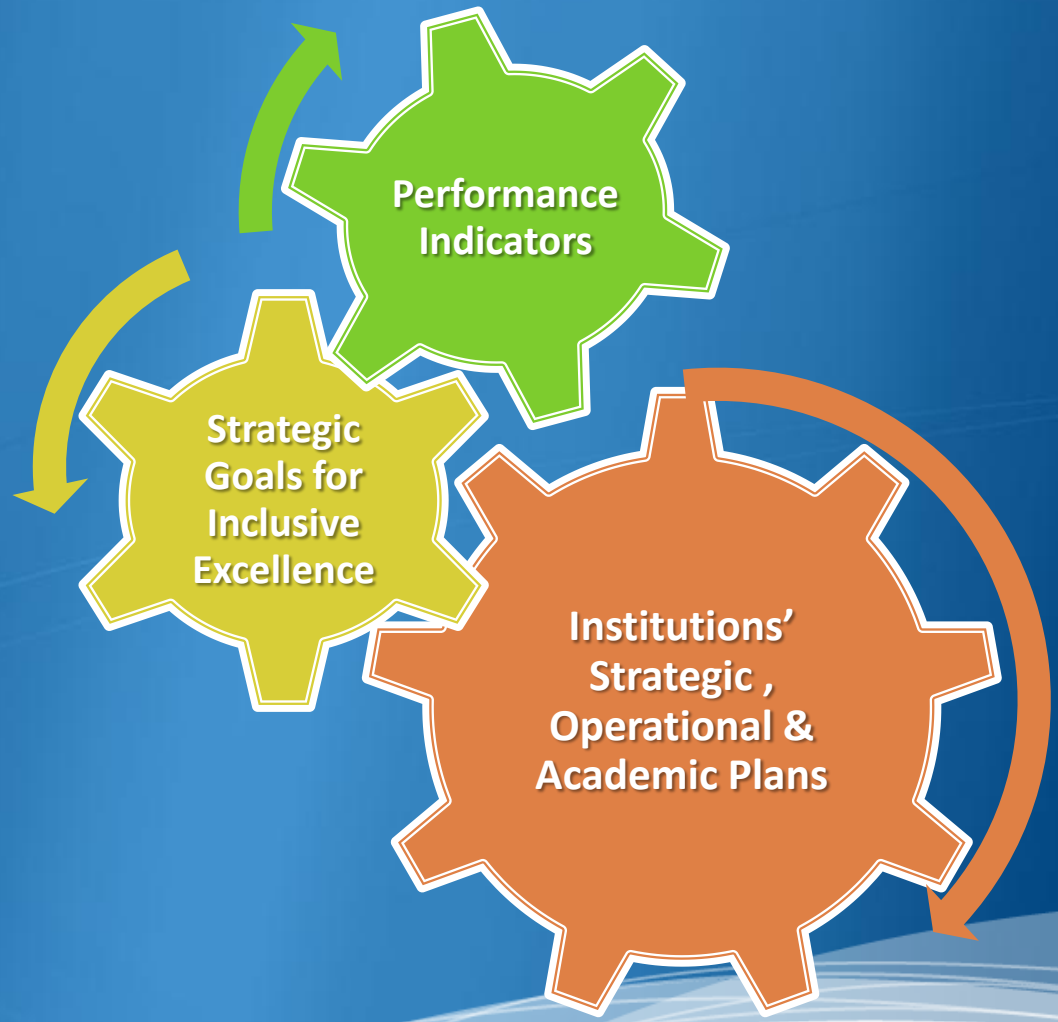 Performance
Indicators
Strategic
Goals for
Inclusive
Excellence
Institutions’
Strategic ,
Operational &
Academic Plans